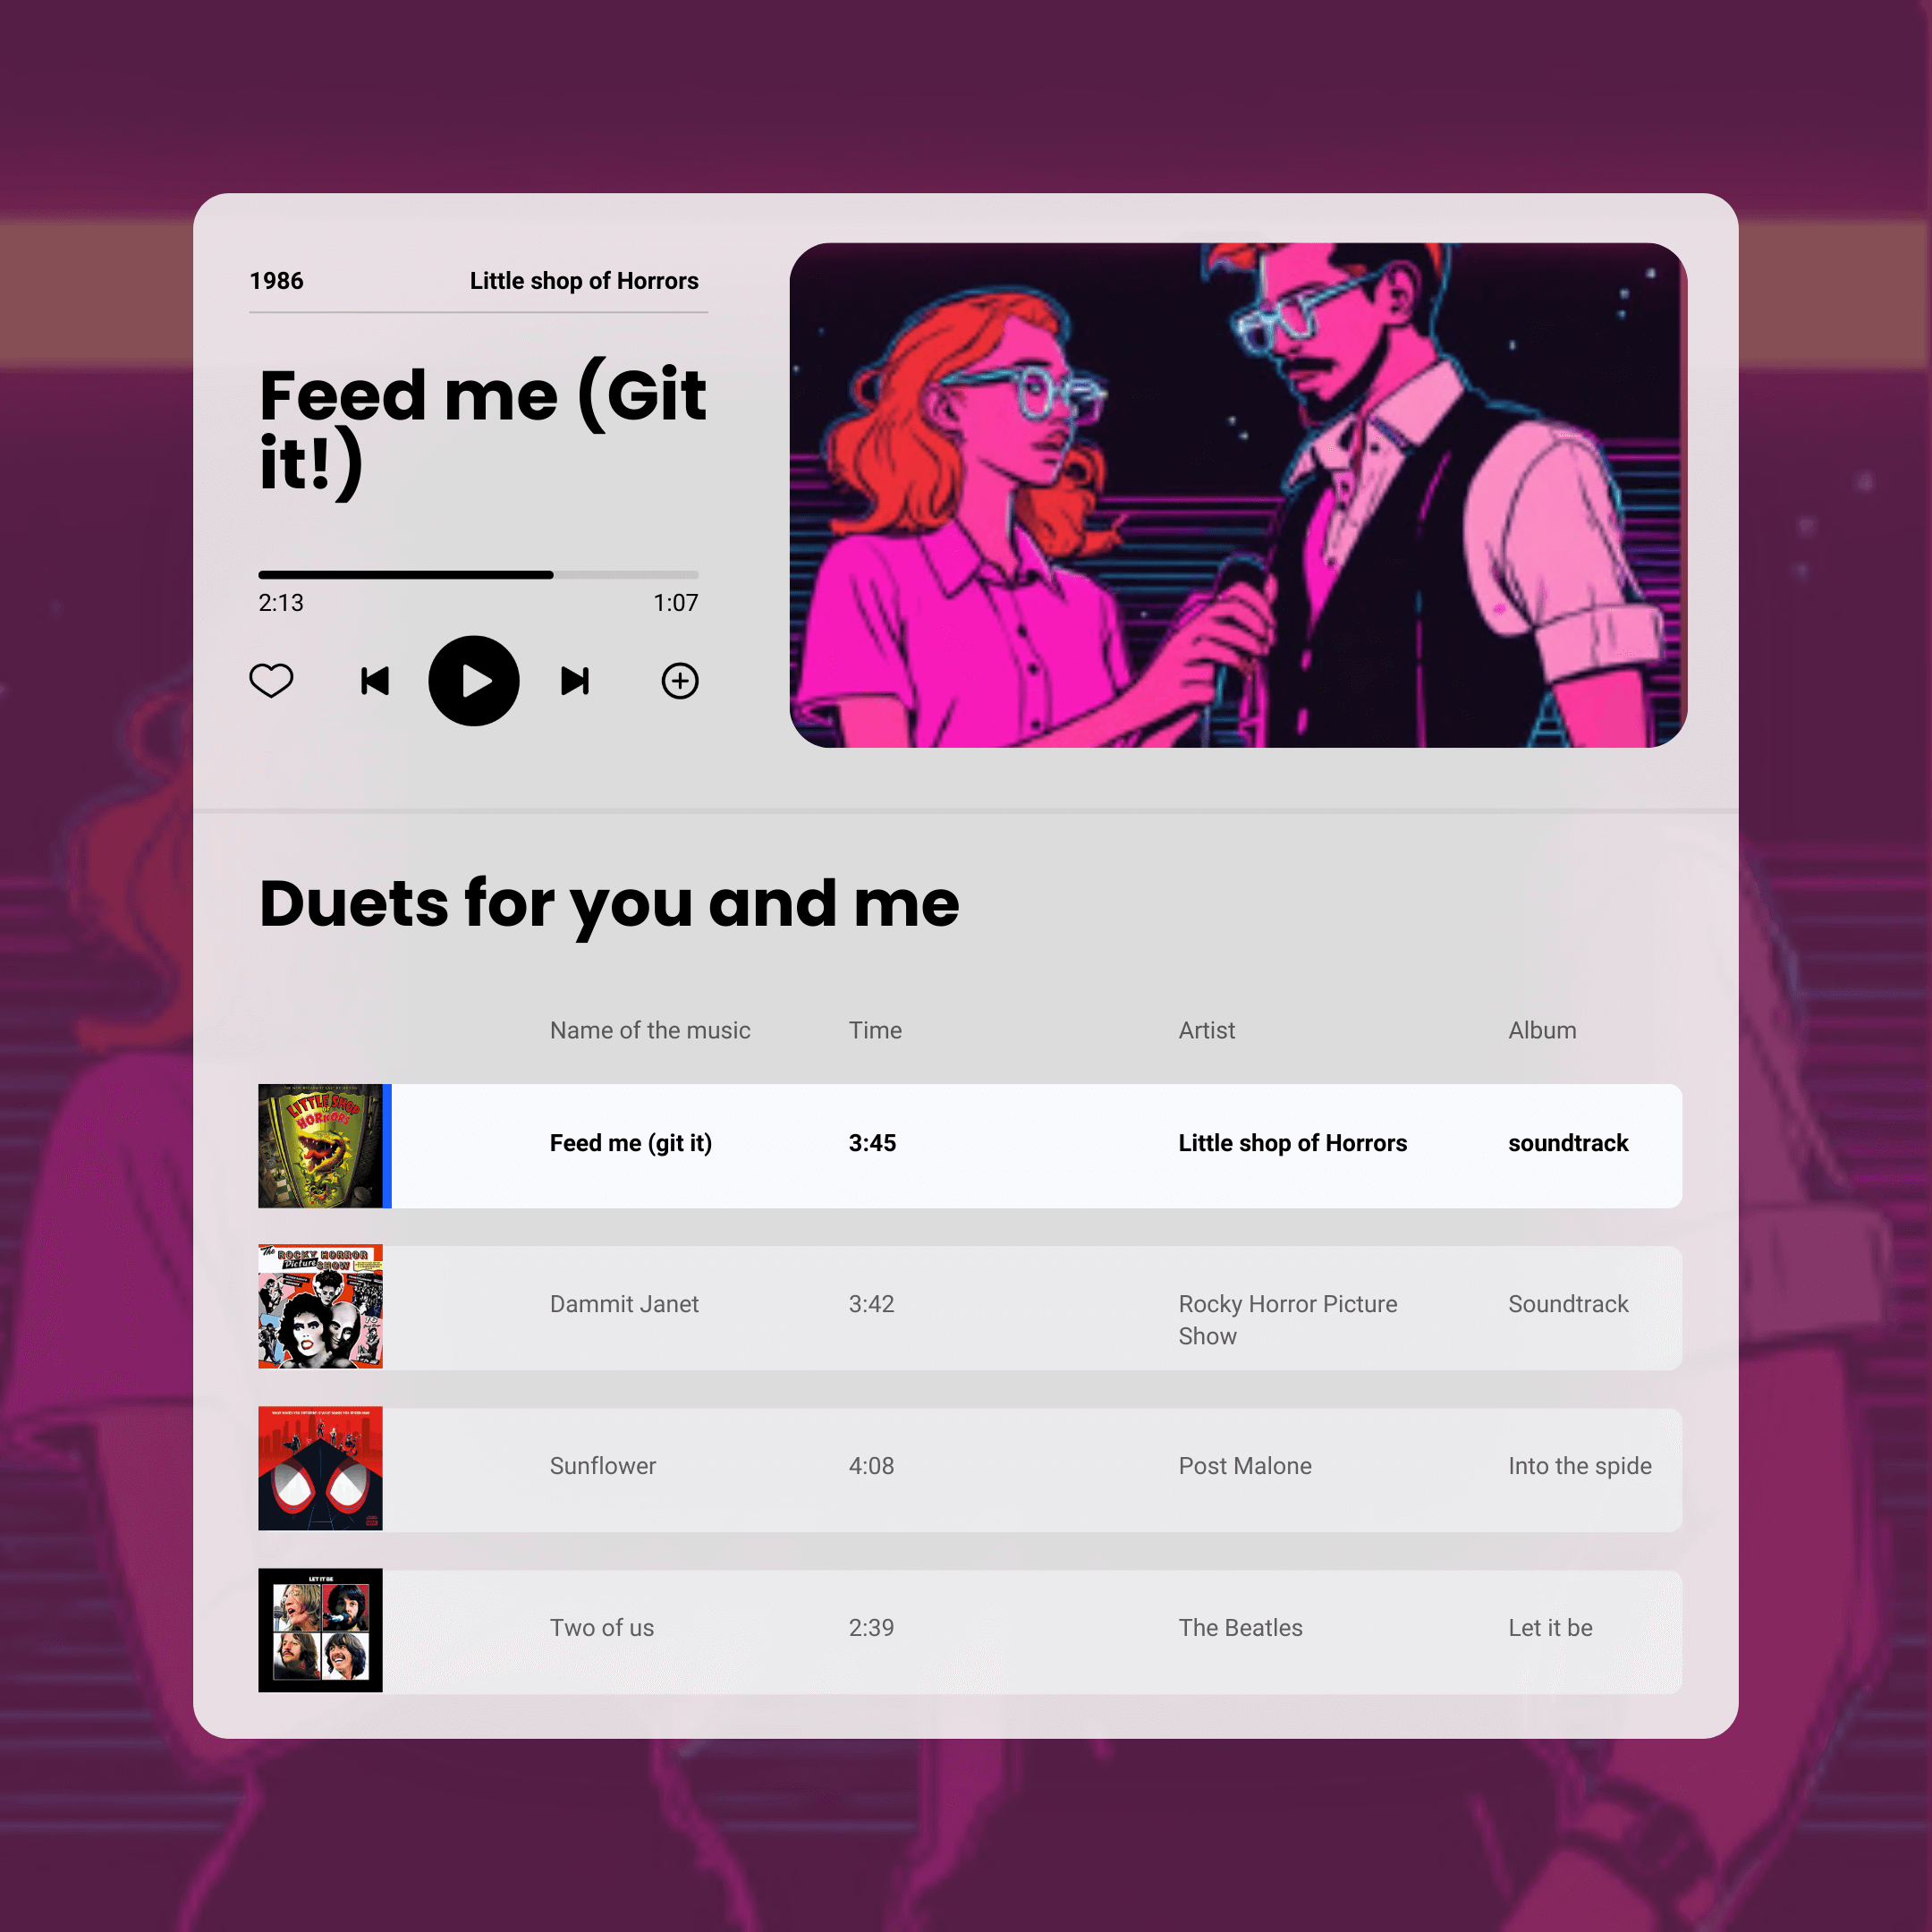 1986 Little shop of Horrors
Feed me (Git
it!)
2:13 1:07
Duets for you and me
Name of the music Time Artist Album
LITTLE SHOP
OF
HORRORS
Feed me (git it) 3:45 Little shop of Horrors soundtrack
The ROCKY HORROR
Picture SHOW
Dammit Janet 3:42 Rocky Horror Picture Soundtrack
Show
Sunflower 4:08 Post Malone Into the spide
LET IT BE
Two of us 2:39 The Beatles Let it be